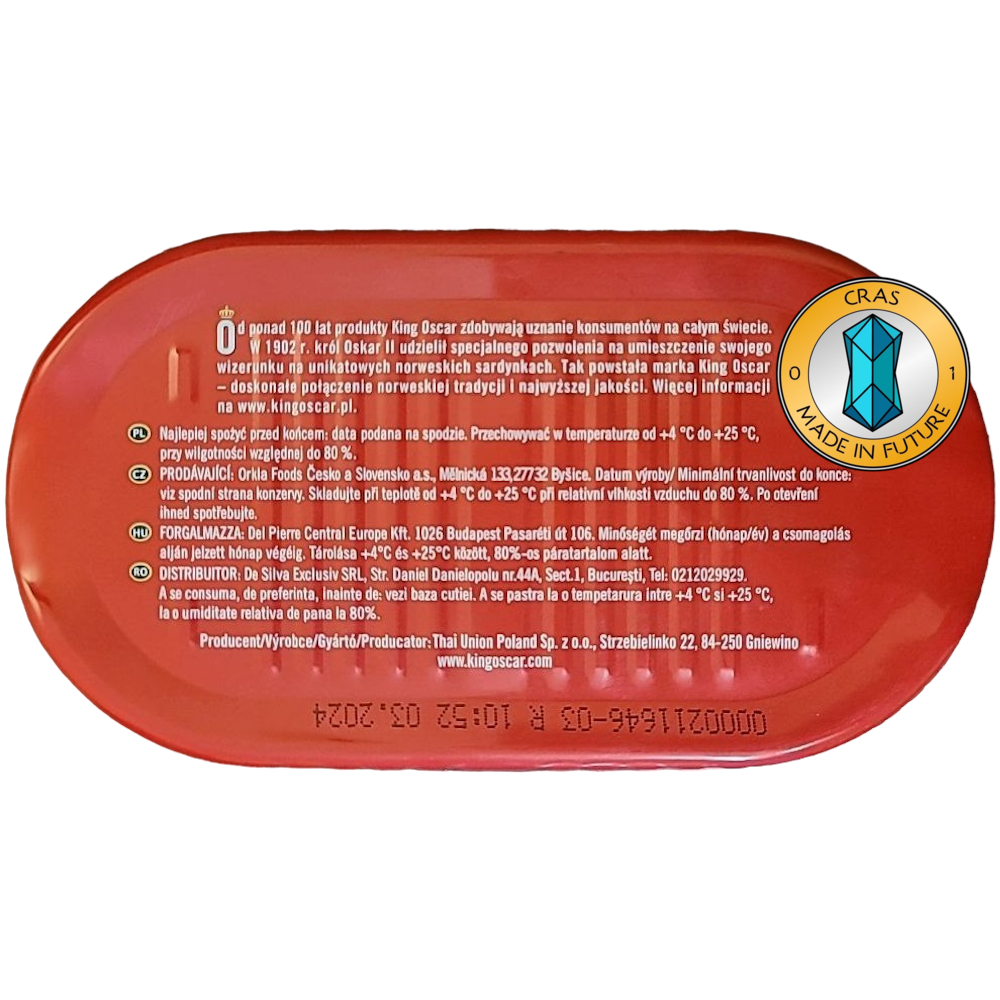 Od ponad 100 lat produkty King Oscar zdobywają uznanie konsumentów na całym świecie.
W 1902 r. król Oskar II udzielił specjalnego pozwolenia na umieszczenie swojego
wizerunku na unikatowych norweskich sardynkach. Tak powstała marka King Oscar
– doskonałe połączenie norweskiej tradycji i najwyższej jakości. Więcej informacji
na www.kingoscar.pl.
PL Najlepiej spożyć przed końcem: data podana na spodzie. Przechowywać w temperaturze od +4 °C do +25 °C,
przy wilgotności względnej do 80 %.
CZ PRODÁVAJÍCÍ: Orkla Foods Česko a Slovensko a.s., Mělnická 133,27732 Byšice. Datum výroby/ Minimální trvanlivost do konce:
viz spodní strana konzervy. Skladujte při teplotě od +4 °C do +25 °C při relativní vlhkosti vzduchu do 80 %. Po otevření
ihned spotřebujte.
HU FORGALMAZZA: Del Pierre Central Europe Kft. 1026 Budapest Pasaréti út 106. Minőségét megőrzi (hónap/év) a csomagolás
alján jelzett hónap végéig. Tárolása +4°C és +25°C között, 80%-os páratartalom alatt.
RO DISTRIBUITOR: De Silva Exclusiv SRL, Str. Daniel Danielopolu nr.44A, Sect.1, Bucureşti, Tel: 0212029929.
A se consuma, de preferinta, inainte de: vezi baza cutiei. A se pastra la o tempetarura intre +4 °C si +25 °C,
la o umiditate relativa de pana la 80%.
Producent/Výrobce/Gyártó/Producator: Thai Union Poland Sp. z o.o., Strzebielinko 22, 84-250 Gniewino
www.kingoscar.com
0000211646-03 R 10:52 03.2024
CRAS
0 1
MADE IN FUTURE